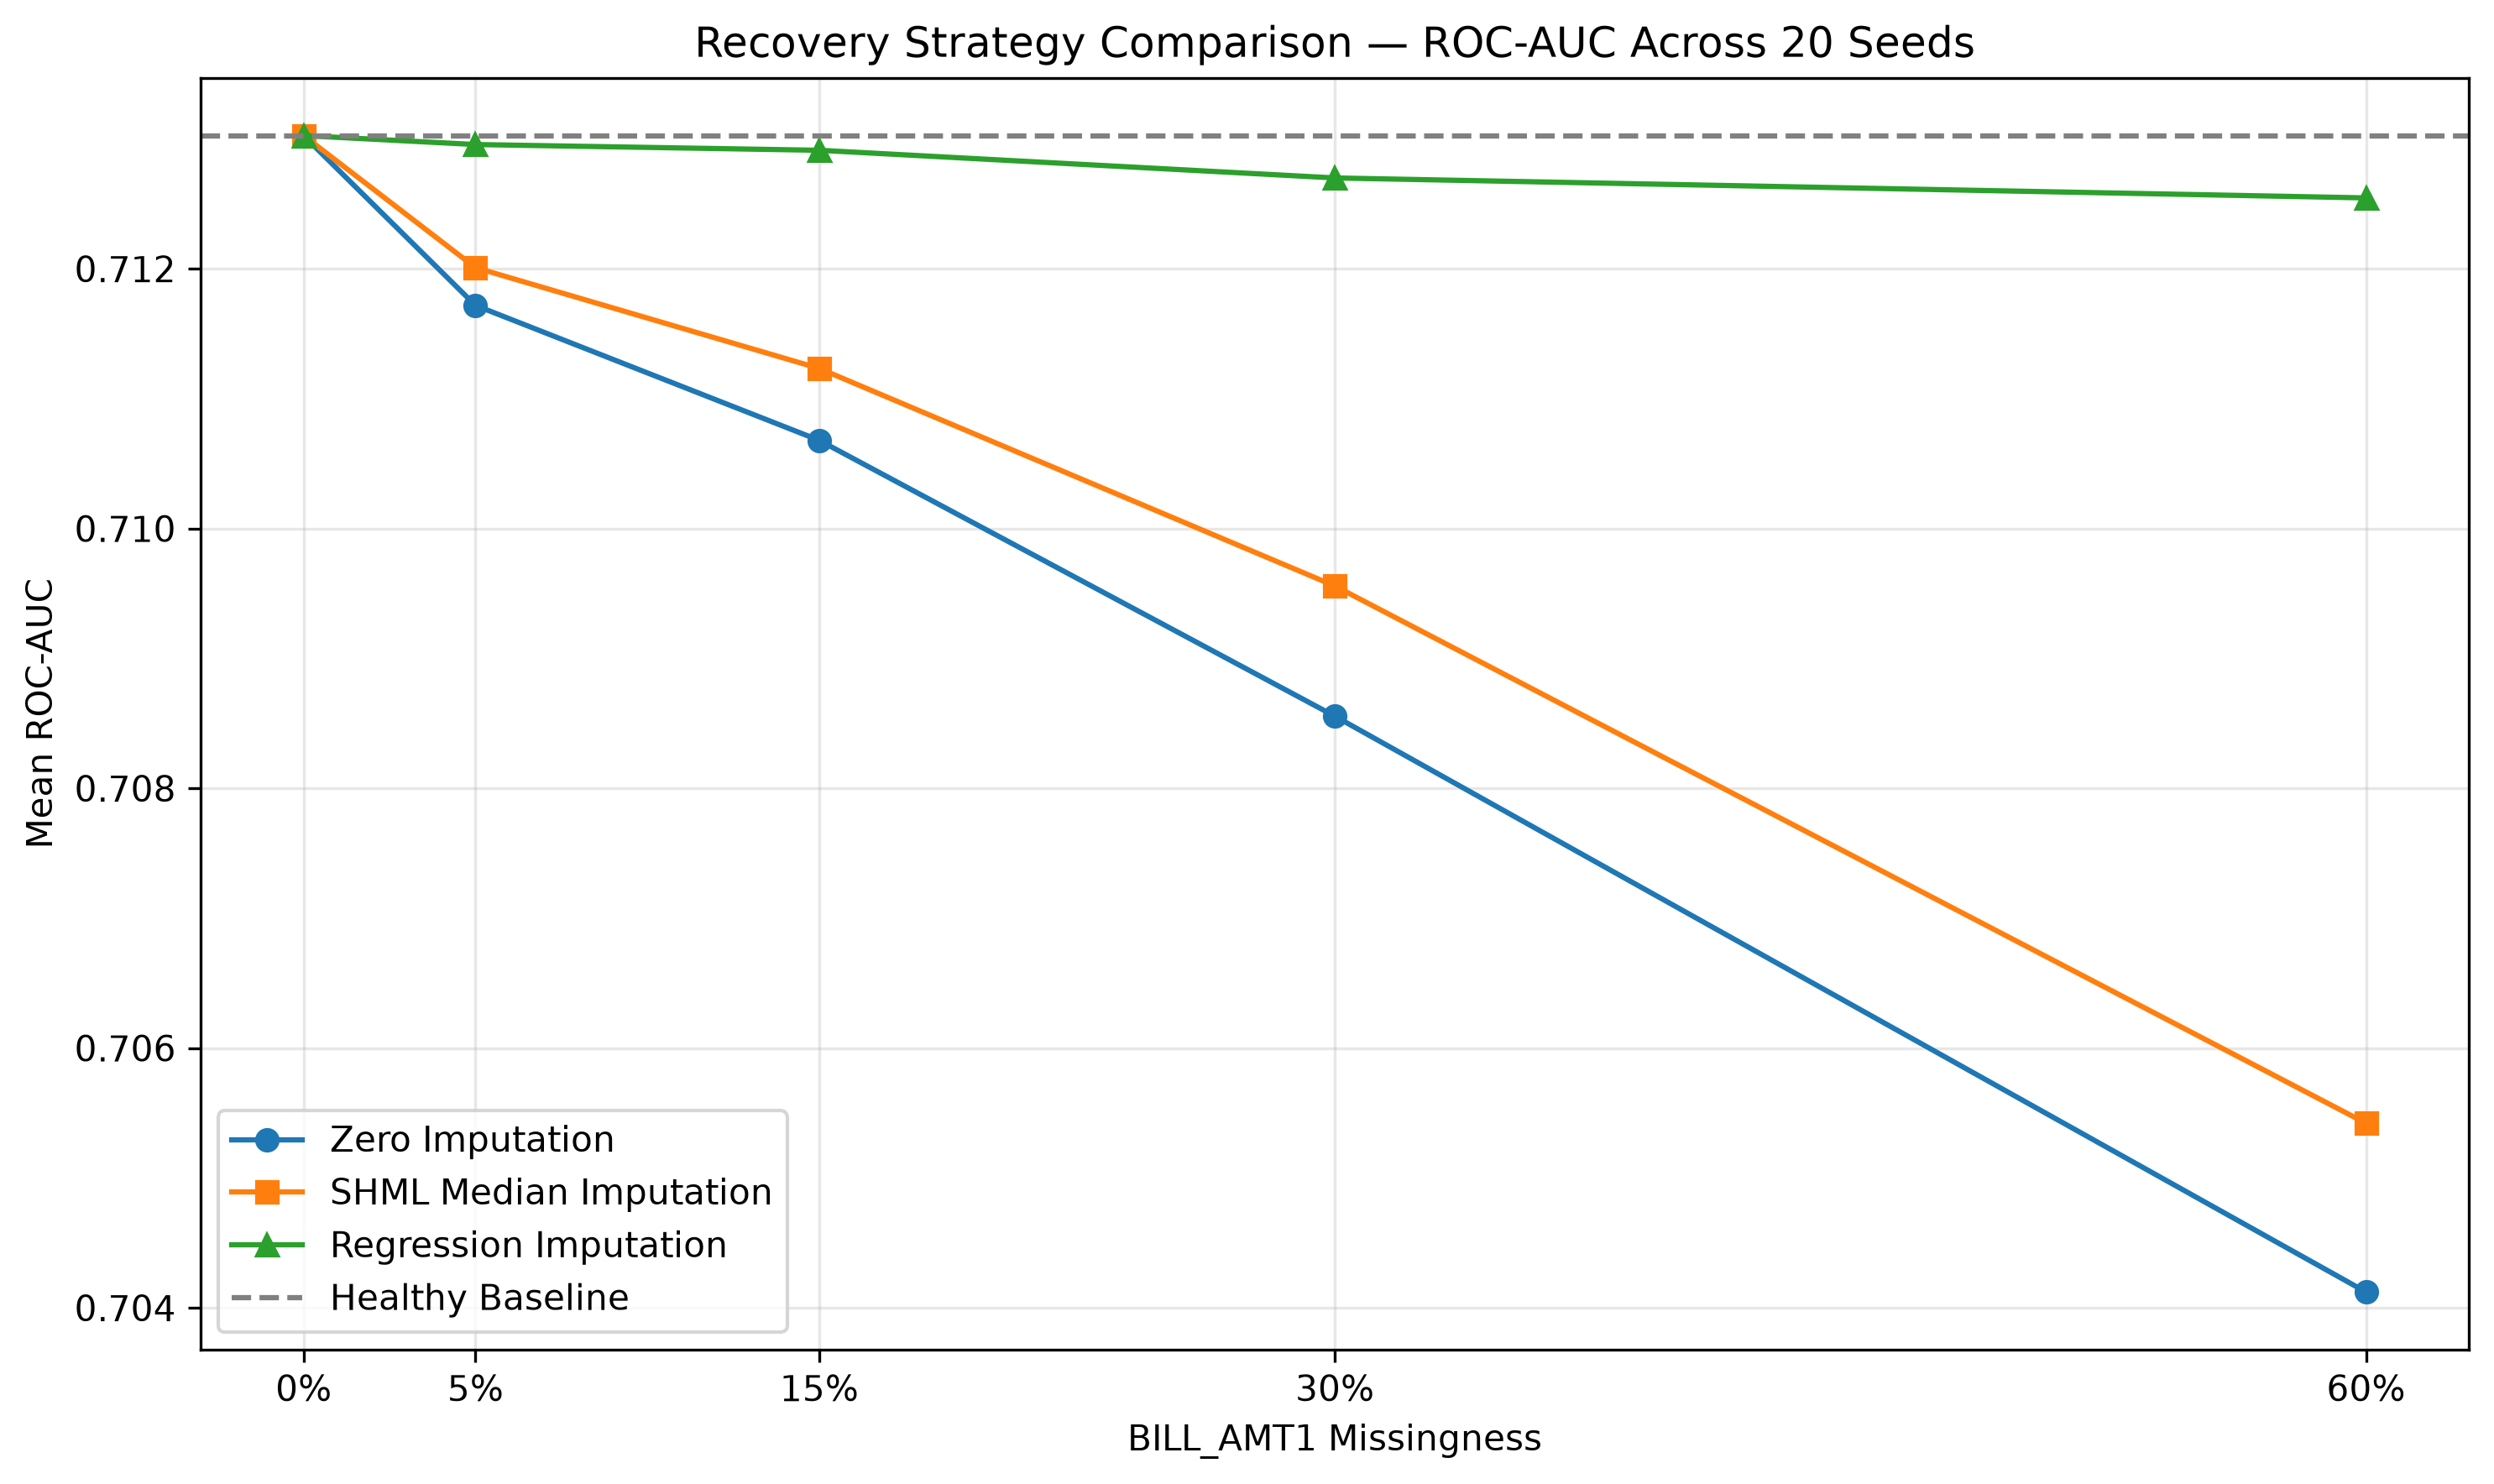 Recovery Strategy Comparison — ROC-AUC Across 20 Seeds
Mean ROC-AUC
0.712
0.710
0.708
0.706
0.704
Zero Imputation
SHML Median Imputation
Regression Imputation
Healthy Baseline
0%
5%
15%
30%
60%
BILL_AMT1 Missingness